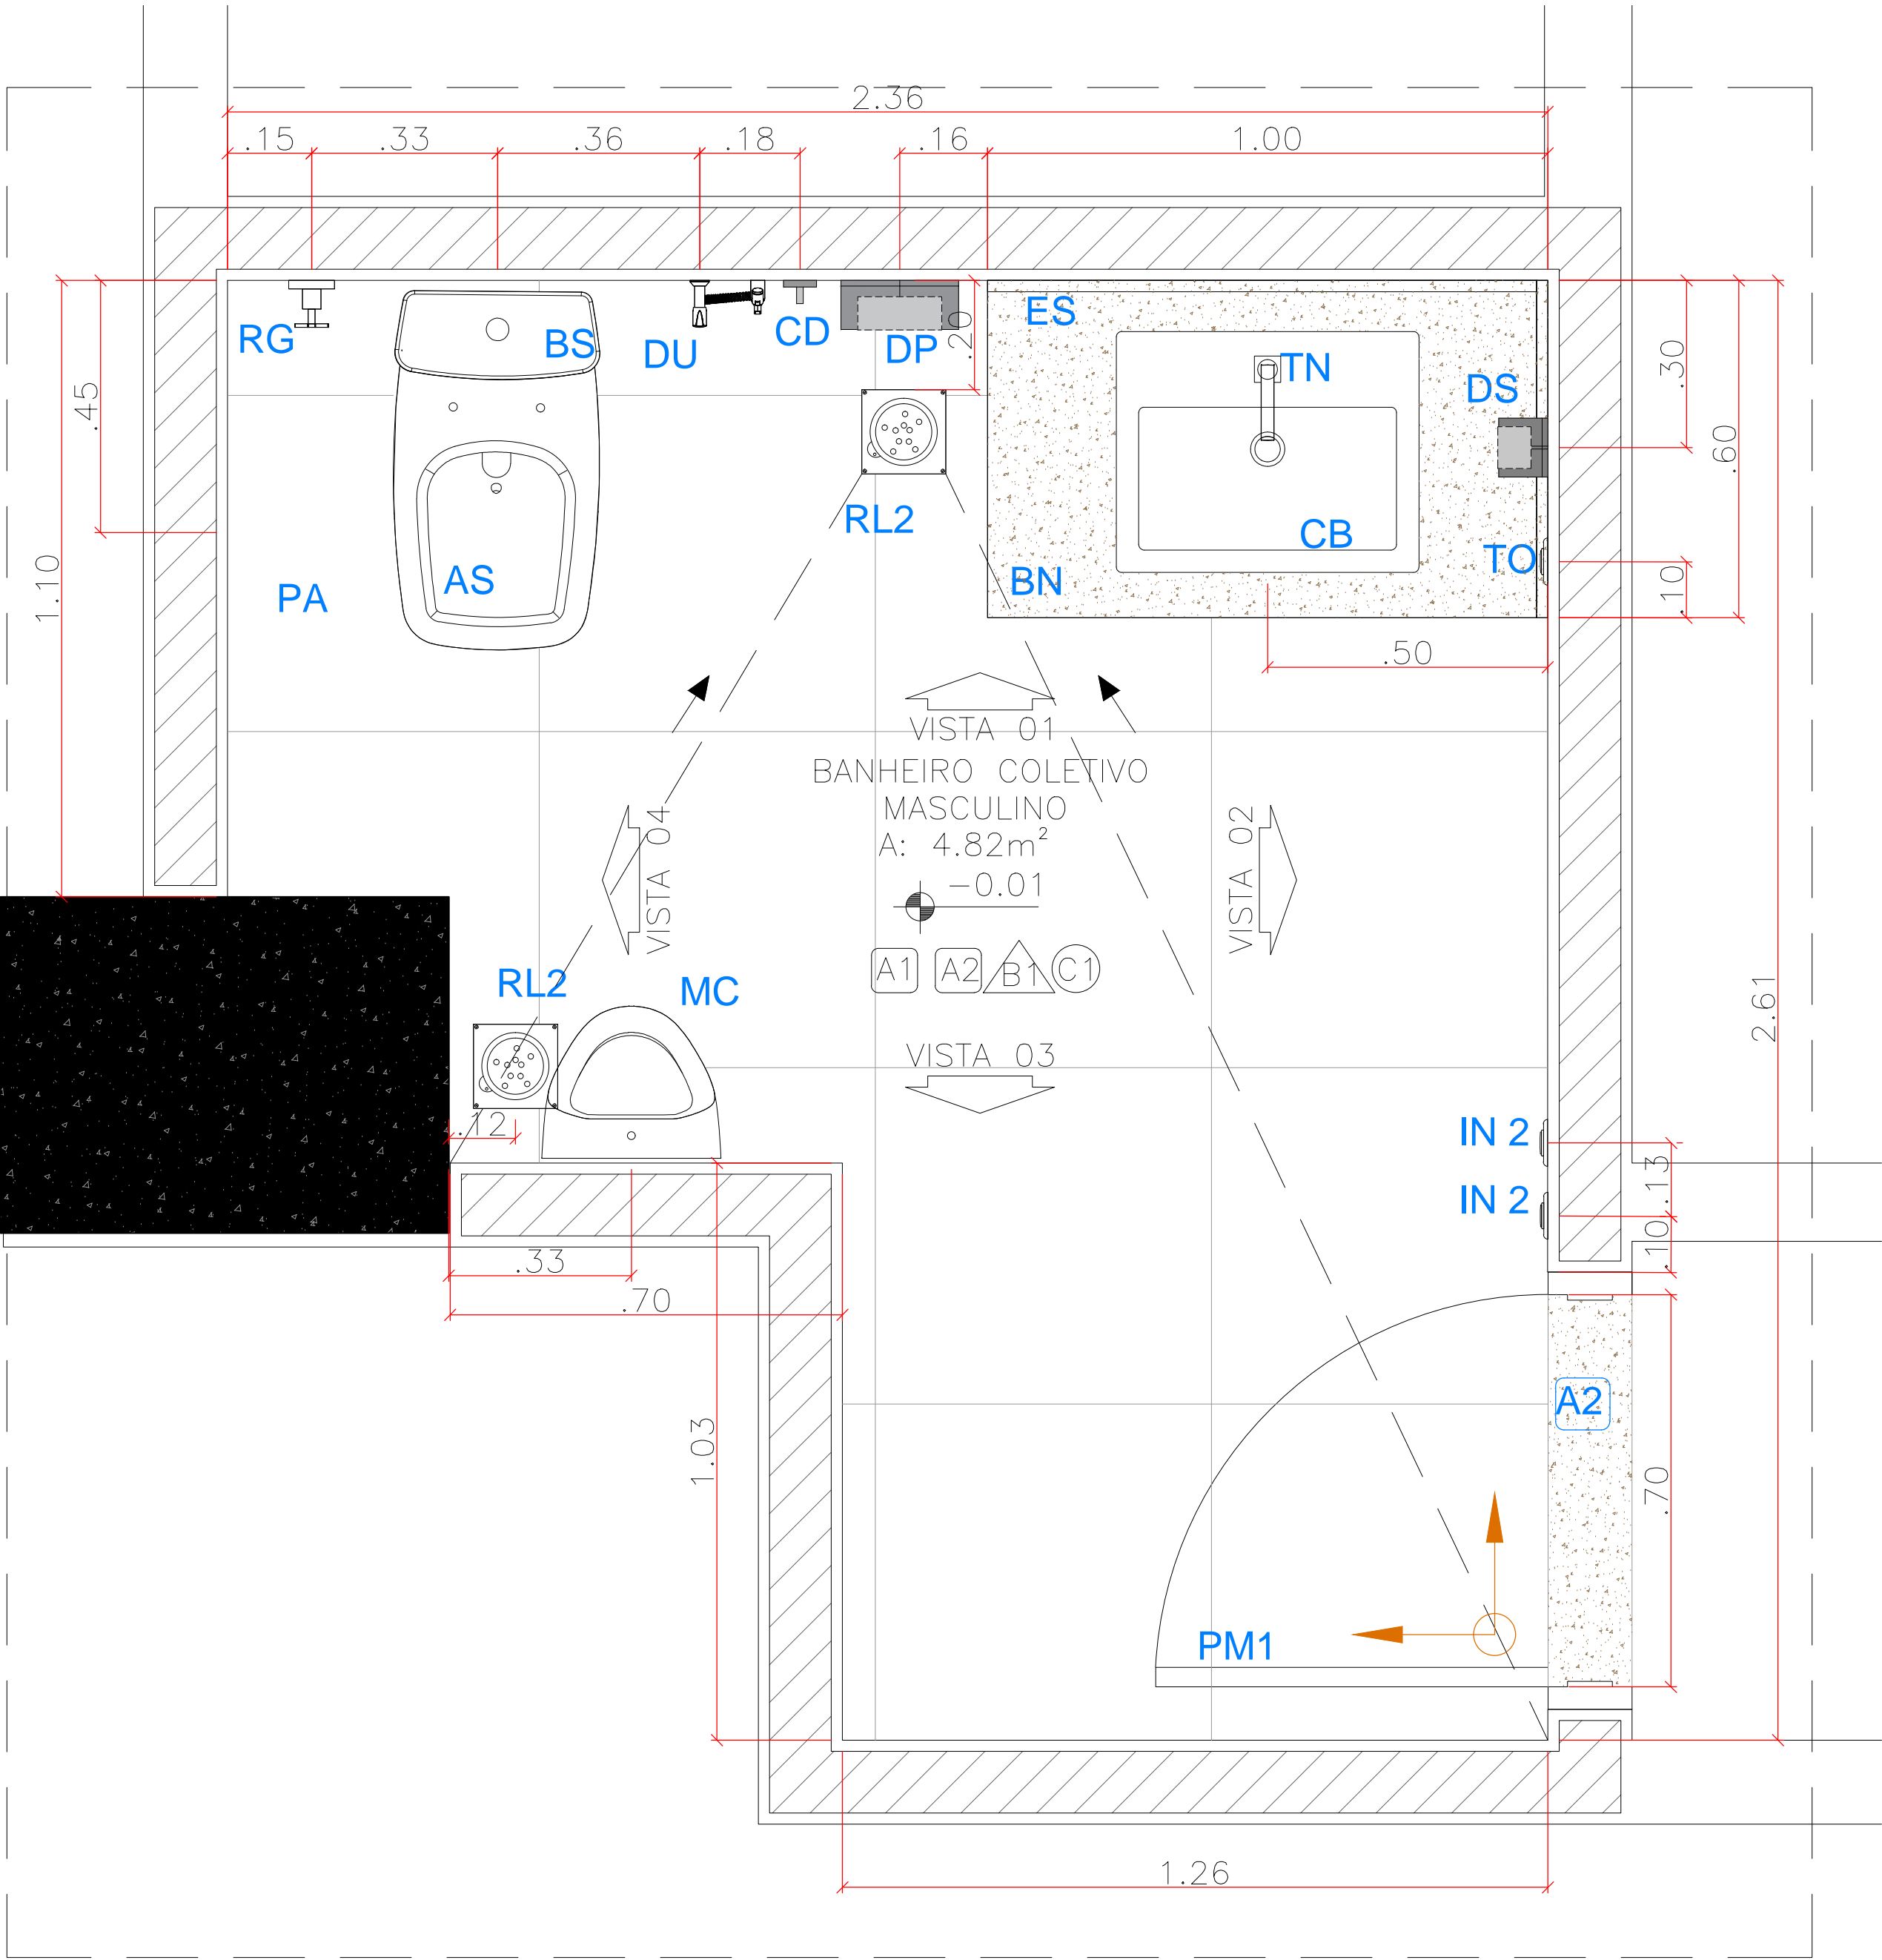 2.36
.15
.33
.36
.18
.16
1.00
RG
BS
DU
CD
DP
.20
ES
TN
DS
.30
.60
.45
1.10
RL2
CB
TO
BN
.10
PA
AS
.50
VISTA 01
BANHEIRO COLETIVO
MASCULINO
A: 4.82m²
-0.01
A1 A2 B1 C1
VISTA 04
VISTA 02
VISTA 03
RL2
MC
.12
2.61
IN 2
IN 2
.13
.10
.33
.70
1.03
A2
.70
PM1
1.26